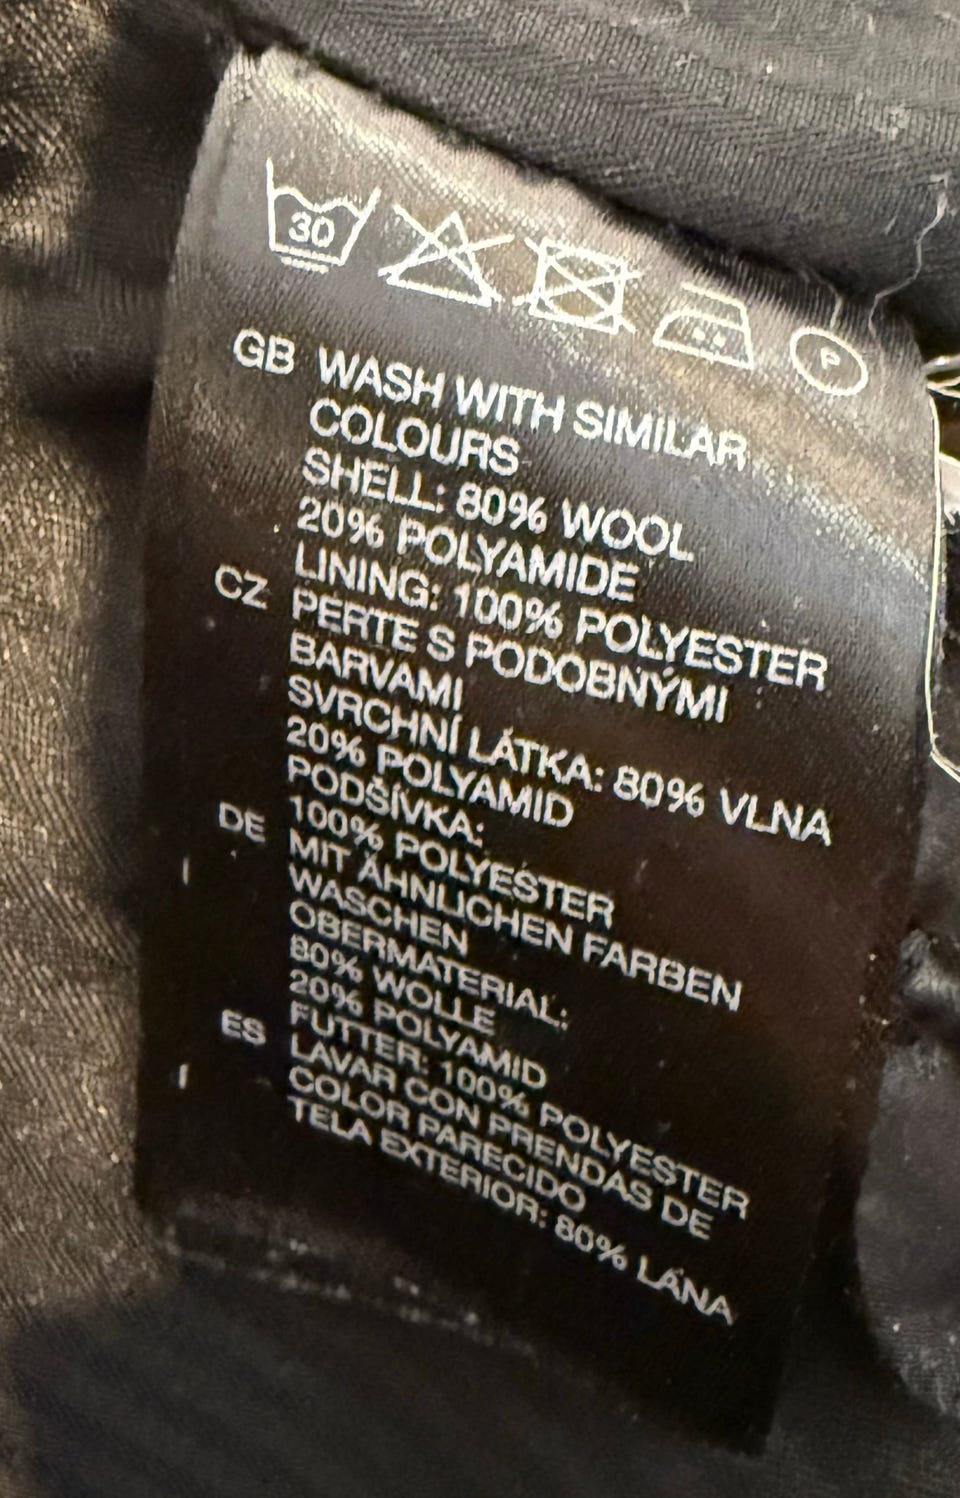 30
P
GB WASH WITH SIMILAR
COLOURS
SHELL: 80% WOOL
20% POLYAMIDE
LINING: 100% POLYESTER
CZ PERTE S PODOBNÝMI
BARVAMI
SVRCHNÍ LÁTKA: 80% VLNA
20% POLYAMID
PODŠÍVKA:
100% POLYESTER
DE MIT ÄHNLICHEN FARBEN
WASCHEN
OBERMATERIAL:
80% WOLLE
20% POLYAMID
FUTTER: 100% POLYESTER
ES LAVAR CON PRENDAS DE
COLOR PARECIDO
TELA EXTERIOR: 80% LANA